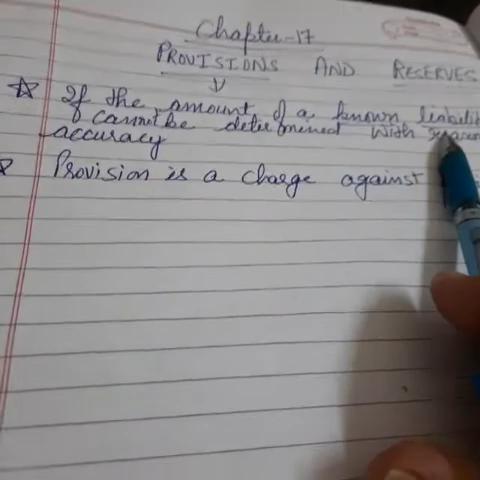 Chapter-17
PROVISIONS AND RESERVES
If the amount of a known liabilit
cannot be determined with
accuracy
Provision is a charge against